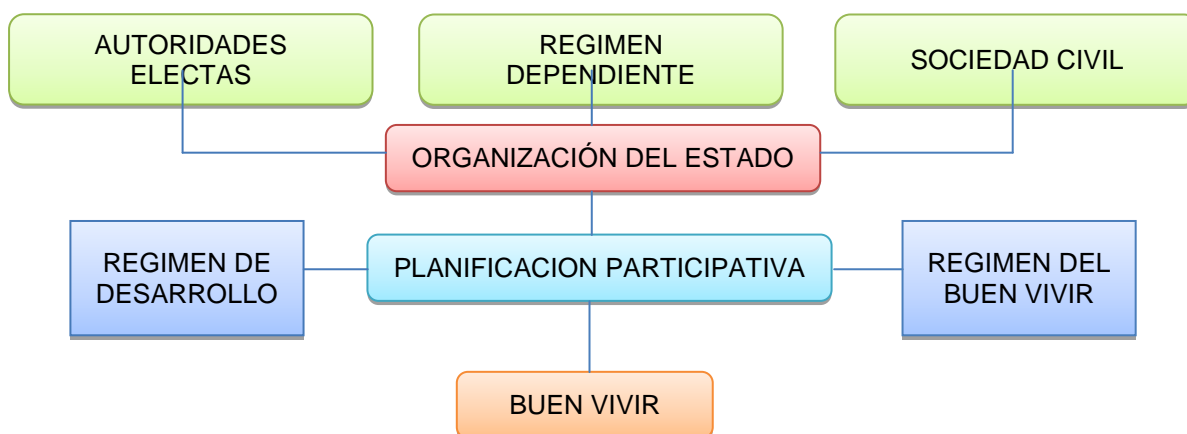 AUTORIDADES
ELECTAS
REGIMEN
DEPENDIENTE
SOCIEDAD CIVIL
ORGANIZACIÓN DEL ESTADO
REGIMEN DE
DESARROLLO
PLANIFICACION PARTICIPATIVA
REGIMEN DEL
BUEN VIVIR
BUEN VIVIR